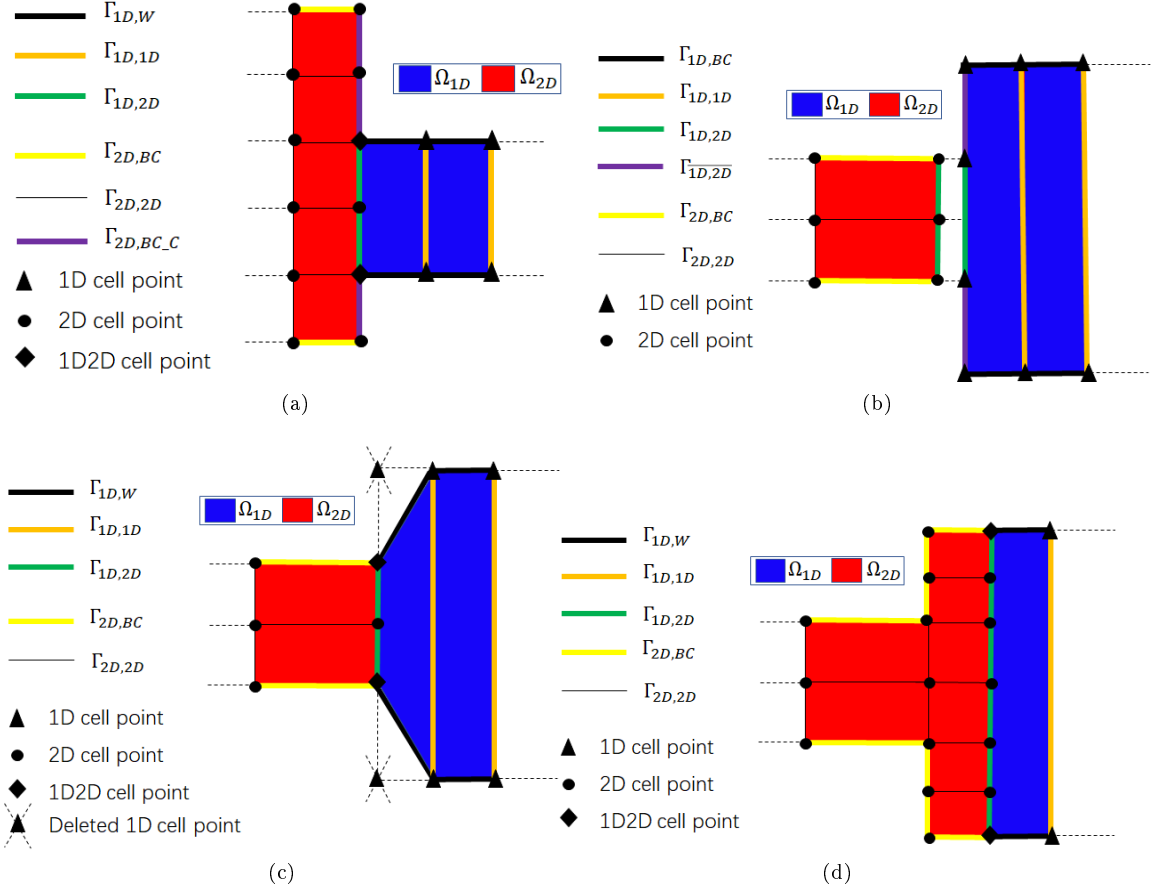 Γ1D,W
Γ1D,1D
Γ1D,2D
Γ2D,BC
Γ2D,2D
Γ2D,BC_C
1D cell point
2D cell point
1D2D cell point
Ω1D Ω2D
(a)
Γ1D,BC
Γ1D,1D
Γ1D,2D
Γ1D,2D
Γ2D,BC
Γ2D,2D
1D cell point
2D cell point
Ω1D Ω2D
(b)
Γ1D,W
Γ1D,1D
Γ1D,2D
Γ2D,BC
Γ2D,2D
1D cell point
2D cell point
1D2D cell point
Deleted 1D cell point
Ω1D Ω2D
(c)
Γ1D,W
Γ1D,1D
Γ1D,2D
Γ2D,BC
Γ2D,2D
1D cell point
2D cell point
1D2D cell point
Ω1D Ω2D
(d)